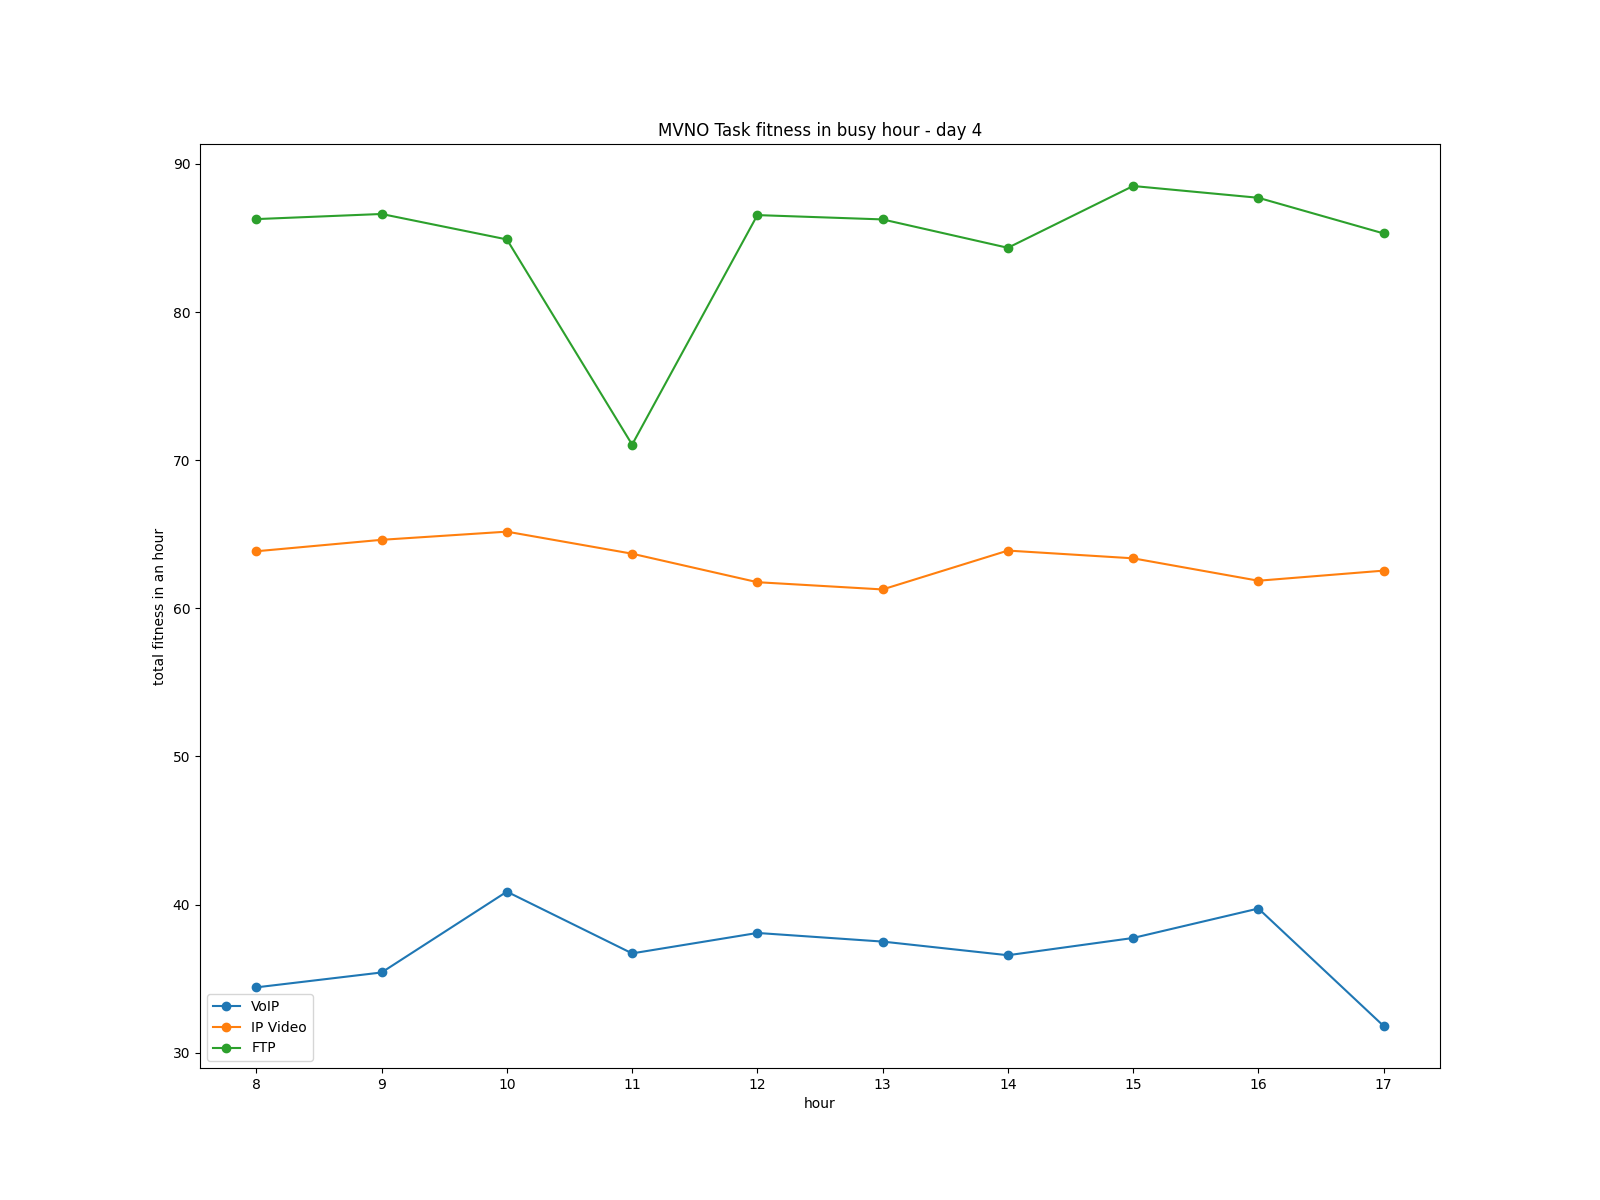 MVNO Task fitness in busy hour - day 4
90
80
70
60
50
40
30
total fitness in an hour
VoIP
IP Video
FTP
8 9 10 11 12 13 14 15 16 17
hour